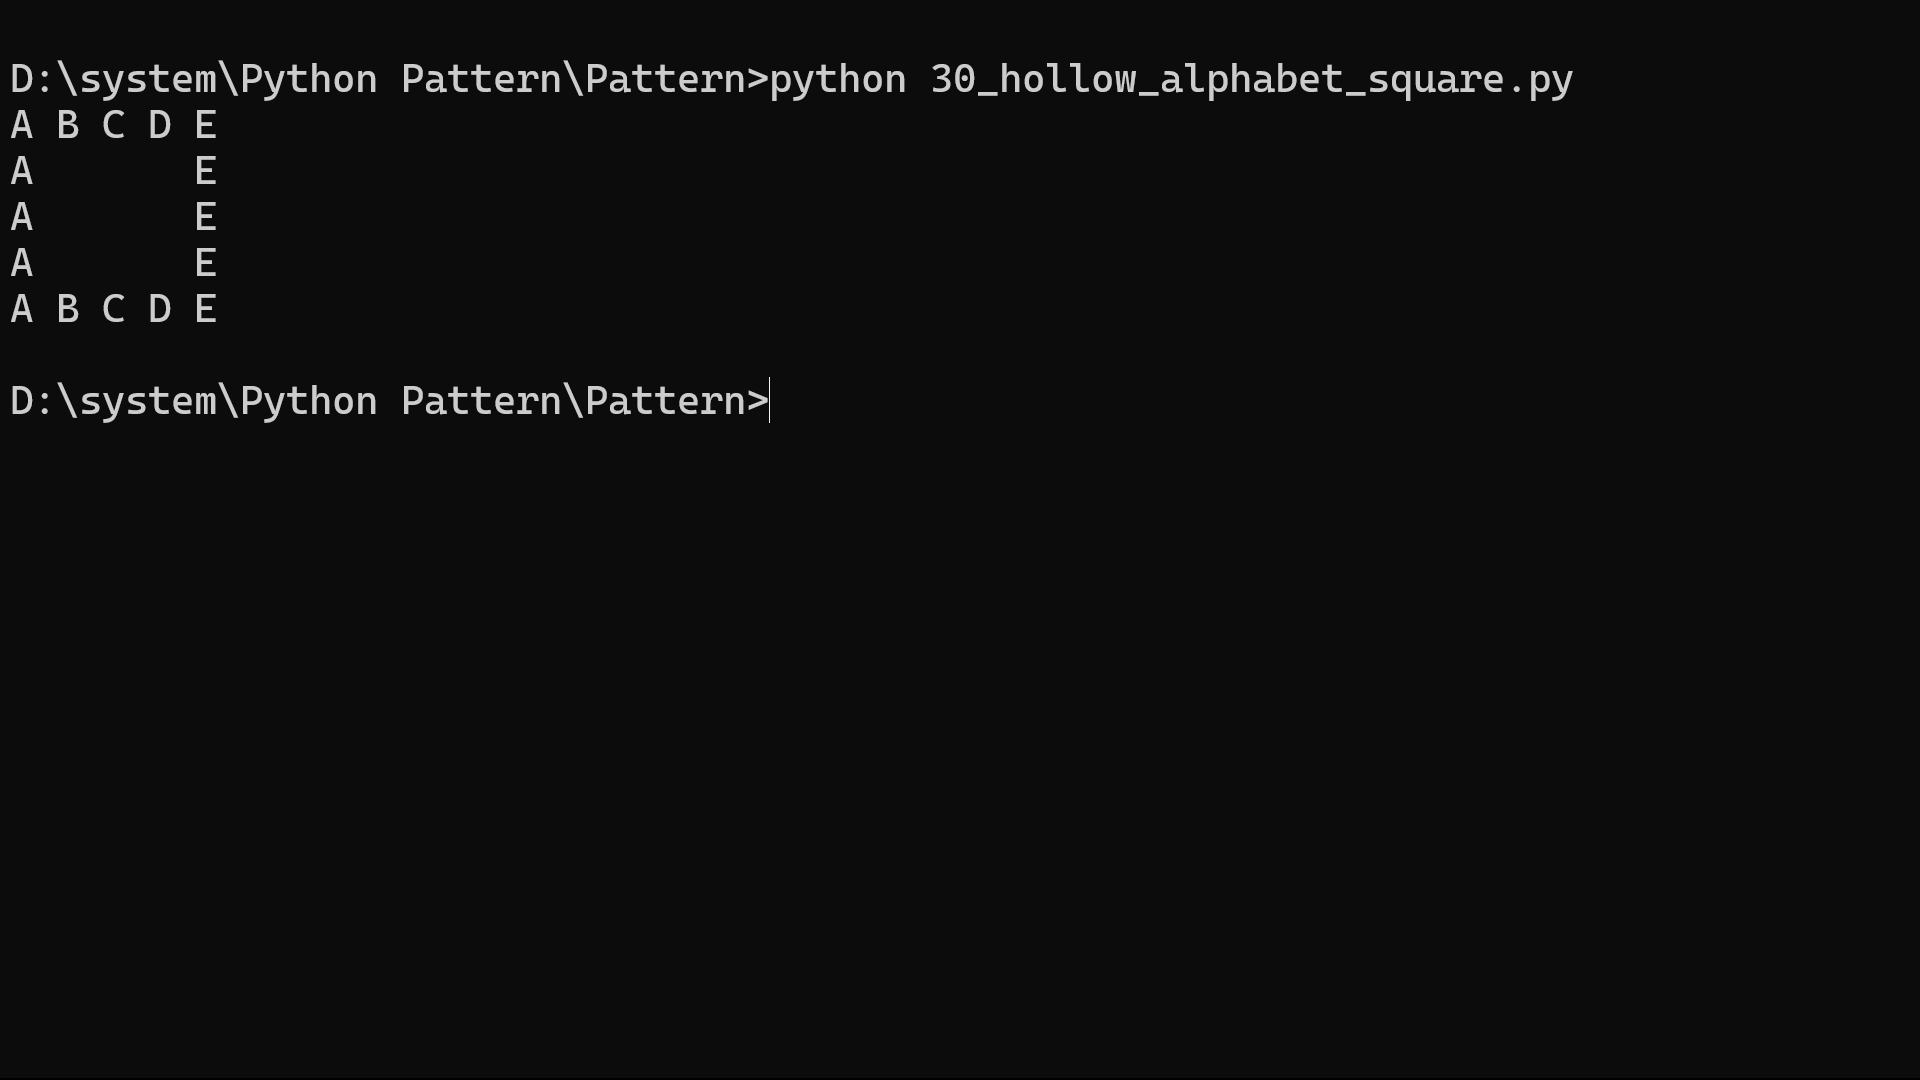 D:\system\Python Pattern\Pattern>python 30_hollow_alphabet_square.py
A B C D E
A       E
A       E
A       E
A B C D E
D:\system\Python Pattern\Pattern>